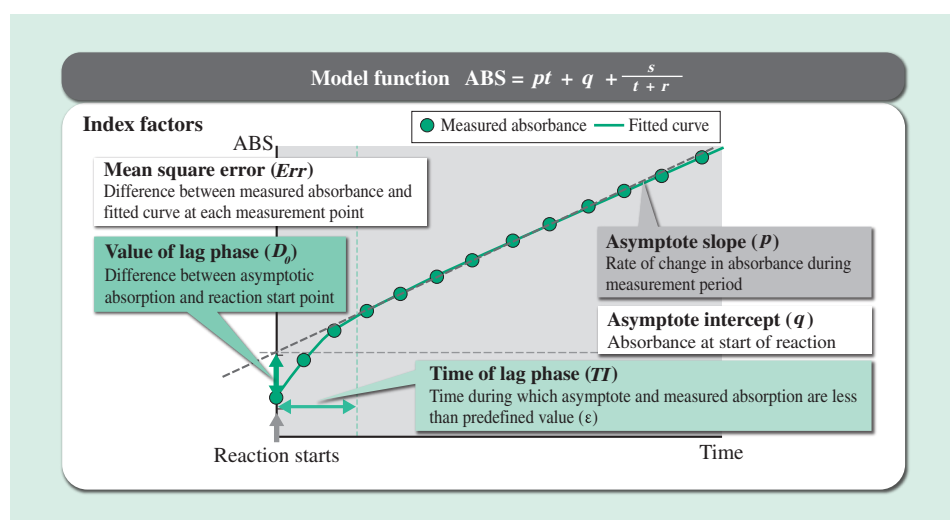 Model function ABS = pt + q + s / t + r
Index factors
Measured absorbance
Fitted curve
ABS
Mean square error (Err)
Difference between measured absorbance and
fitted curve at each measurement point
Value of lag phase (D₀)
Difference between asymptotic
absorption and reaction start point
Asymptote slope (p)
Rate of change in absorbance during
measurement period
Asymptote intercept (q)
Absorbance at start of reaction
Time of lag phase (TI)
Time during which asymptote and measured absorption are less
than predefined value (ε)
Reaction starts
Time